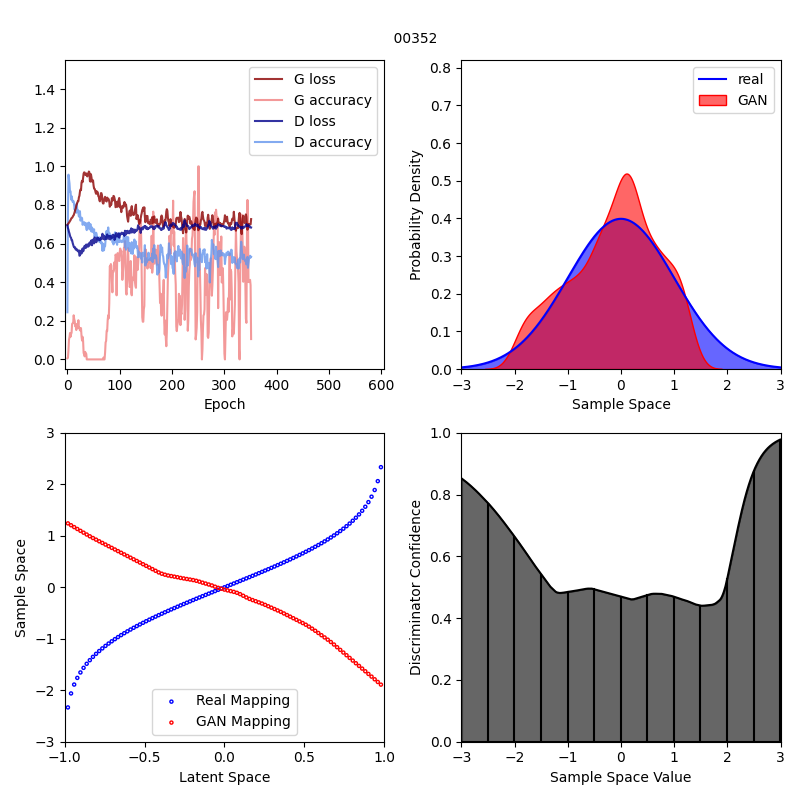 00352
G loss
G accuracy
D loss
D accuracy
1.4
1.2
1.0
0.8
0.6
0.4
0.2
0.0
0 100 200 300 400 500 600
Epoch
real
GAN
Probability Density
0.8
0.7
0.6
0.5
0.4
0.3
0.2
0.1
0.0
−3 −2 −1 0 1 2 3
Sample Space
Sample Space
3
2
1
0
−1
−2
−3
Real Mapping
GAN Mapping
−1.0 −0.5 0.0 0.5 1.0
Latent Space
Discriminator Confidence
1.0
0.8
0.6
0.4
0.2
0.0
−3 −2 −1 0 1 2 3
Sample Space Value